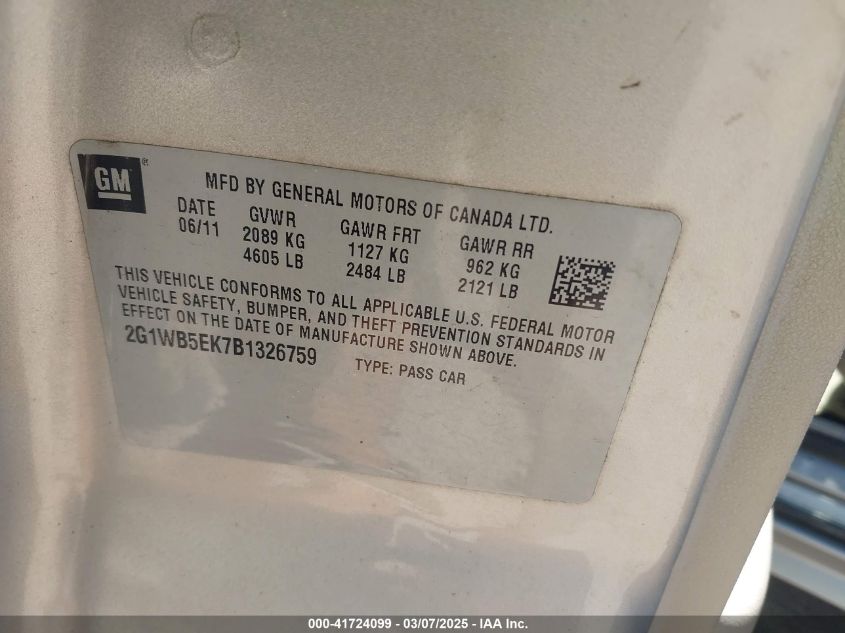 GM®
MFD BY GENERAL MOTORS OF CANADA LTD.
DATE GVWR GAWR FRT GAWR RR
06/11 2089 KG 1127 KG 962 KG
4605 LB 2484 LB 2121 LB
THIS VEHICLE CONFORMS TO ALL APPLICABLE U.S. FEDERAL MOTOR
VEHICLE SAFETY, BUMPER, AND THEFT PREVENTION STANDARDS IN
EFFECT ON THE DATE OF MANUFACTURE SHOWN ABOVE.
2G1WB5EK7B1326759 TYPE: PASS CAR
000-41724099 - 03/07/2025 - IAA Inc.